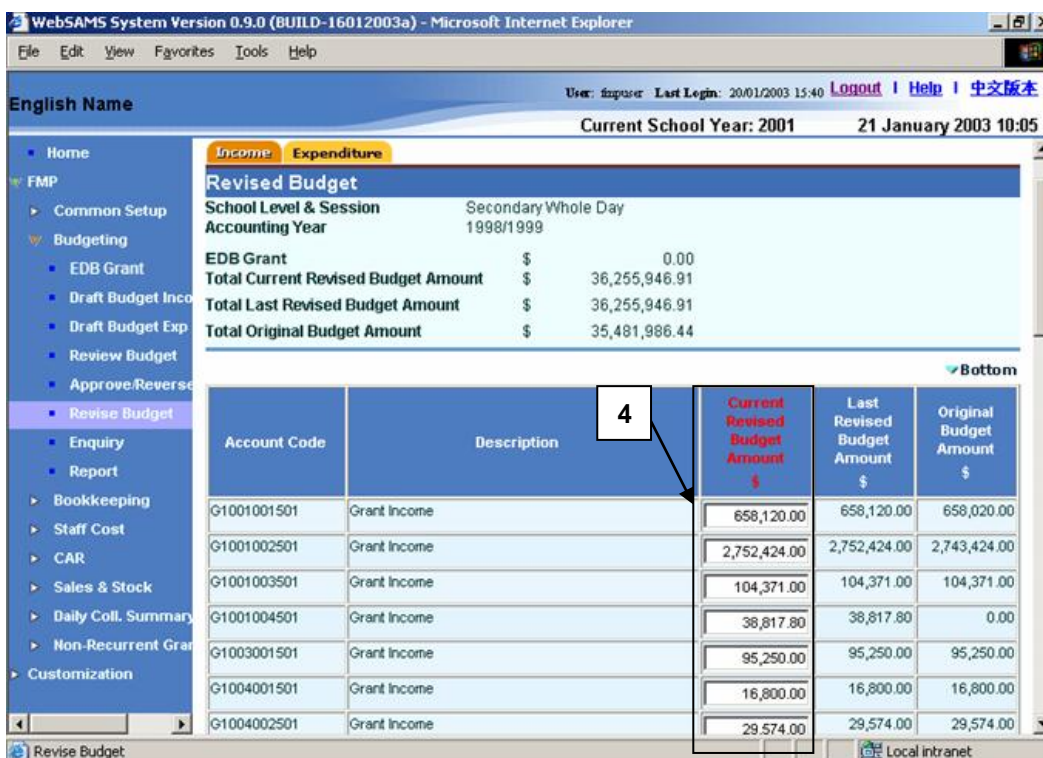 WebSAMS System Version 0.9.0 (BUILD-16012003a) - Microsoft Internet Explorer
File Edit View Favorites Tools Help
English Name
User: fmpuser Last Login: 20/01/2003 15:40 Logout | Help | 中文版本
Current School Year: 2001 21 January 2003 10:05
Home
FMP
Common Setup
Budgeting
EDB Grant
Draft Budget Inco
Draft Budget Exp
Review Budget
Approve/Reverse
Revise Budget
Enquiry
Report
Bookkeeping
Staff Cost
CAR
Sales & Stock
Daily Coll. Summary
Non-Recurrent Gran
Customization
Income Expenditure
Revised Budget
School Level & Session Secondary Whole Day
Accounting Year 1998/1999
EDB Grant $ 0.00
Total Current Revised Budget Amount $ 36,255,946.91
Total Last Revised Budget Amount $ 36,255,946.91
Total Original Budget Amount $ 35,481,986.44
Bottom
4
Account Code
Description
Current
Revised
Budget
Amount
$
Last
Revised
Budget
Amount
$
Original
Budget
Amount
$
G1001001501 Grant Income 658,120.00 658,120.00 658,020.00
G1001002501 Grant Income 2,752,424.00 2,752,424.00 2,743,424.00
G1001003501 Grant Income 104,371.00 104,371.00 104,371.00
G1001004501 Grant Income 38,817.80 38,817.80 0.00
G1003001501 Grant Income 95,250.00 95,250.00 95,250.00
G1004001501 Grant Income 16,800.00 16,800.00 16,800.00
G1004002501 Grant Income 29,574.00 29,574.00 29,574.00
Revise Budget Local intranet